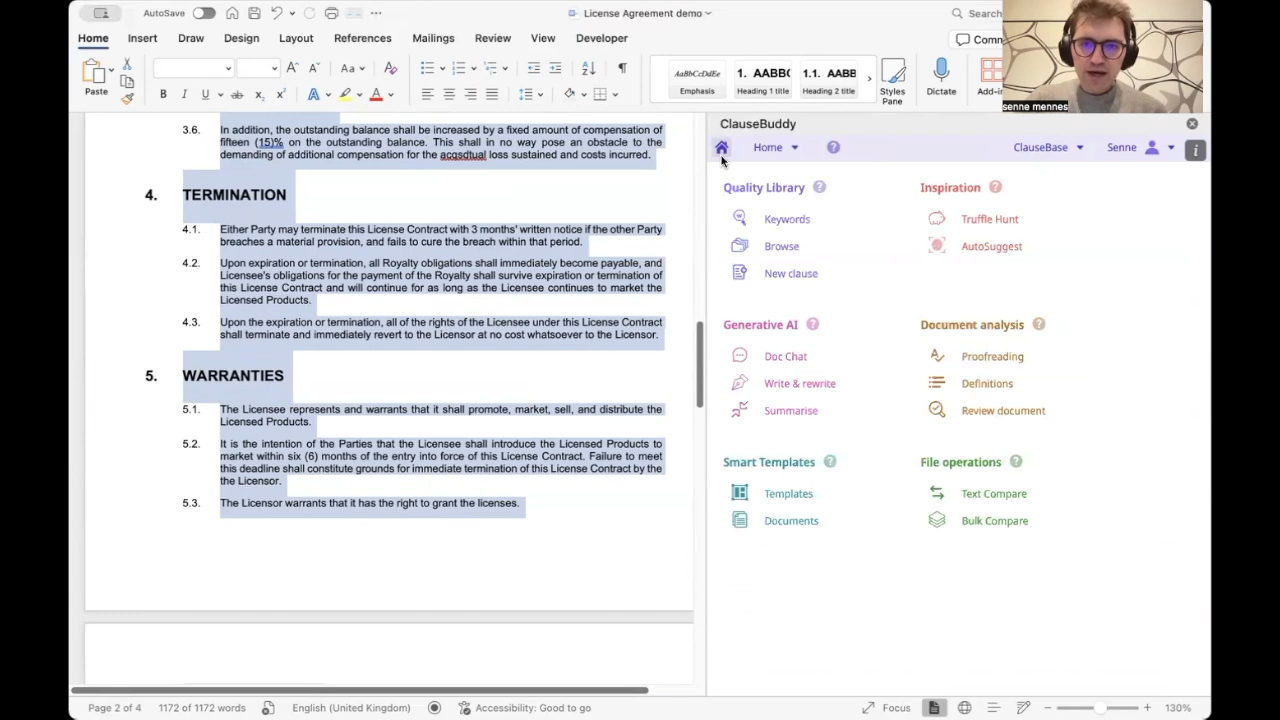 AutoSave
License Agreement demo
Search
Home Insert Draw Design Layout References Mailings Review View Developer
Comm
Paste
Aa
AaBbCcDdEe
1. AABBC
1.1. AABB
Emphasis
Heading 1 title
Heading 2 title
Styles
Pane
Dictate
Add-in
senne mennes
3.6. In addition, the outstanding balance shall be increased by a fixed amount of compensation of
fifteen (15)% on the outstanding balance. This shall in no way pose an obstacle to the
demanding of additional compensation for the acqsdtual loss sustained and costs incurred.
4. TERMINATION
4.1. Either Party may terminate this License Contract with 3 months' written notice if the other Party
breaches a material provision, and fails to cure the breach within that period.
4.2. Upon expiration or termination, all Royalty obligations shall immediately become payable, and
Licensee's obligations for the payment of the Royalty shall survive expiration or termination of
this License Contract and will continue for as long as the Licensee continues to market the
Licensed Products.
4.3. Upon the expiration or termination, all of the rights of the Licensee under this License Contract
shall terminate and immediately revert to the Licensor at no cost whatsoever to the Licensor.
5. WARRANTIES
5.1. The Licensee represents and warrants that it shall promote, market, sell, and distribute the
Licensed Products.
5.2. It is the intention of the Parties that the Licensee shall introduce the Licensed Products to
market within six (6) months of the entry into force of this License Contract. Failure to meet
this deadline shall constitute grounds for immediate termination of this License Contract by the
the Licensor.
5.3. The Licensor warrants that it has the right to grant the licenses.
ClauseBuddy
Home
ClauseBase
Senne
Quality Library
Keywords
Browse
New clause
Inspiration
Truffle Hunt
AutoSuggest
Generative AI
Doc Chat
Write & rewrite
Summarise
Document analysis
Proofreading
Definitions
Review document
Smart Templates
Templates
Documents
File operations
Text Compare
Bulk Compare
Page 2 of 4 1172 of 1172 words English (United Kingdom) Accessibility: Good to go Focus 130%